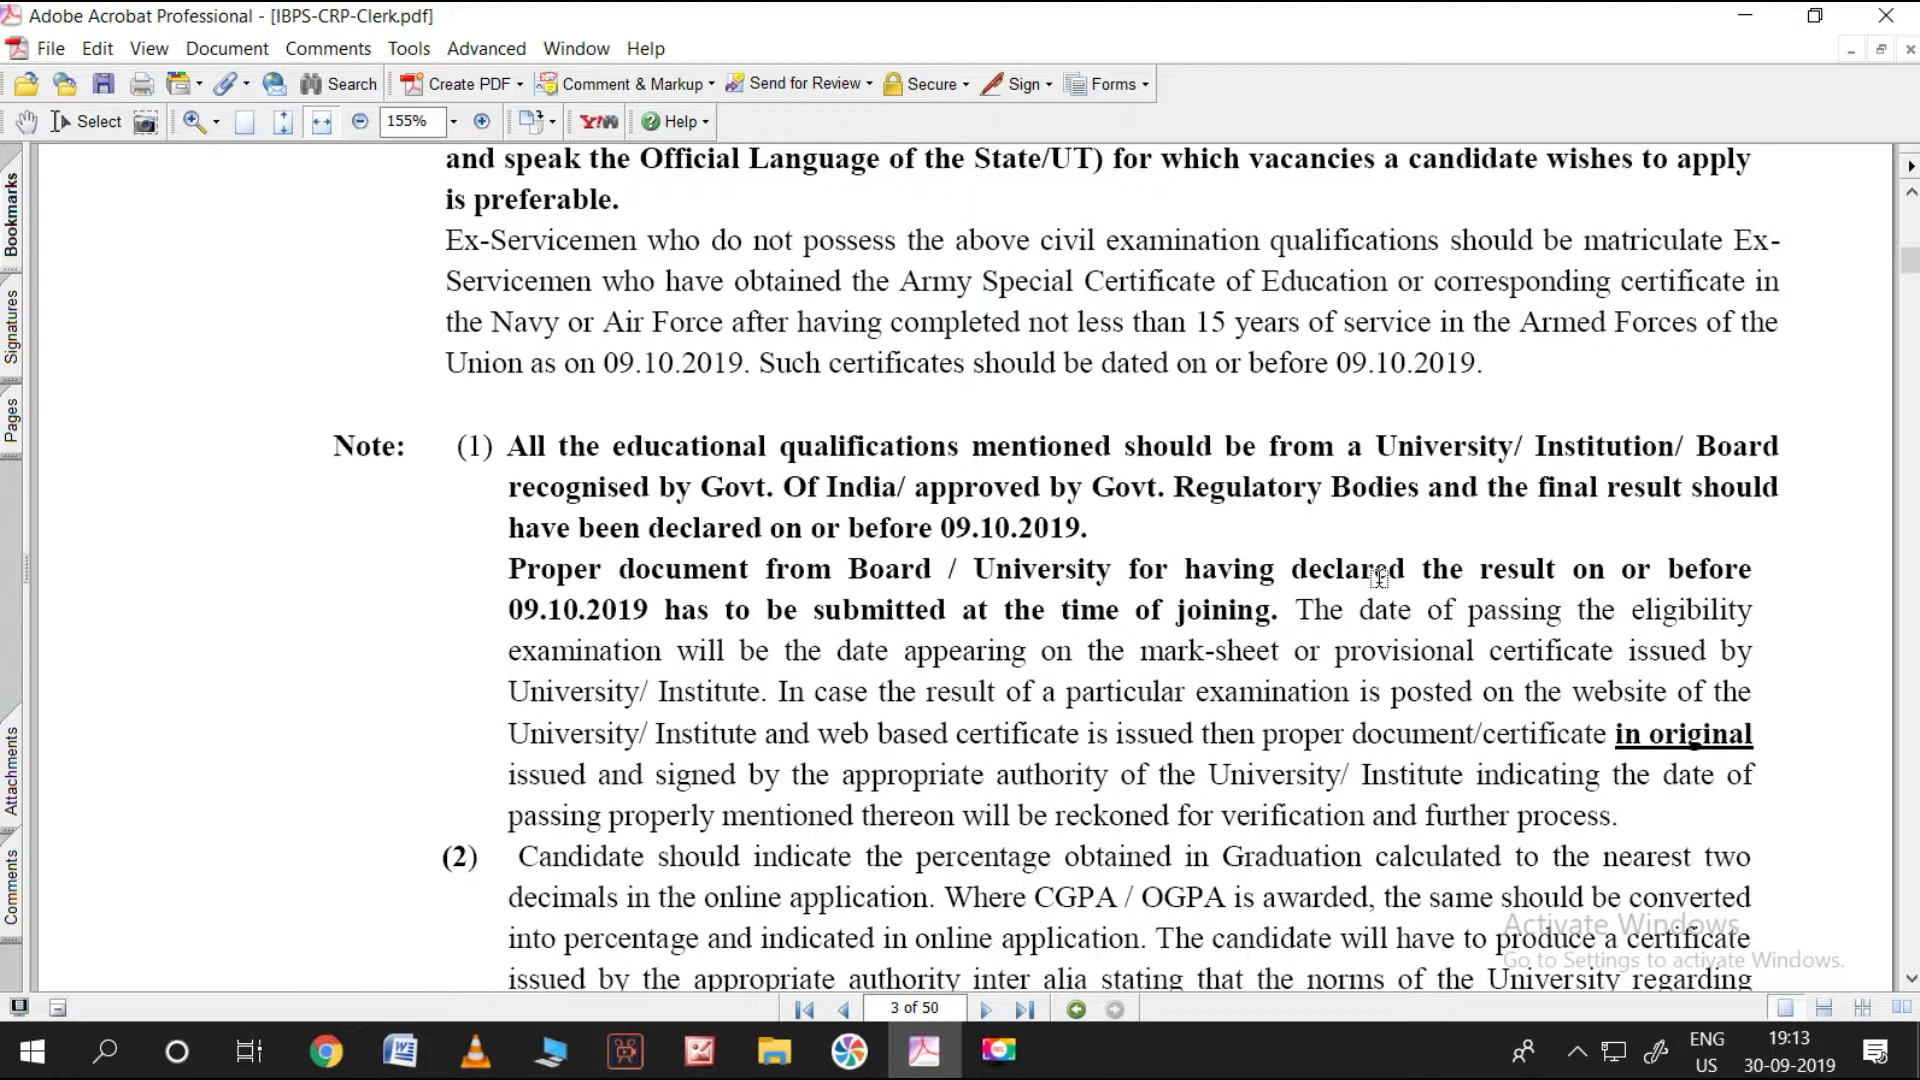 Adobe Acrobat Professional - [IBPS-CRP-Clerk.pdf]
File Edit View Document Comments Tools Advanced Window Help
Search Create PDF Comment & Markup Send for Review Secure Sign Forms
Select 155% Y! Help
Bookmarks
Signatures
Pages
Attachments
Comments
and speak the Official Language of the State/UT) for which vacancies a candidate wishes to apply
is preferable.
Ex-Servicemen who do not possess the above civil examination qualifications should be matriculate Ex-
Servicemen who have obtained the Army Special Certificate of Education or corresponding certificate in
the Navy or Air Force after having completed not less than 15 years of service in the Armed Forces of the
Union as on 09.10.2019. Such certificates should be dated on or before 09.10.2019.
Note: (1) All the educational qualifications mentioned should be from a University/ Institution/ Board
recognised by Govt. Of India/ approved by Govt. Regulatory Bodies and the final result should
have been declared on or before 09.10.2019.
Proper document from Board / University for having declared the result on or before
09.10.2019 has to be submitted at the time of joining. The date of passing the eligibility
examination will be the date appearing on the mark-sheet or provisional certificate issued by
University/ Institute. In case the result of a particular examination is posted on the website of the
University/ Institute and web based certificate is issued then proper document/certificate in original
issued and signed by the appropriate authority of the University/ Institute indicating the date of
passing properly mentioned thereon will be reckoned for verification and further process.
(2) Candidate should indicate the percentage obtained in Graduation calculated to the nearest two
decimals in the online application. Where CGPA / OGPA is awarded, the same should be converted
into percentage and indicated in online application. The candidate will have to produce a certificate
issued by the appropriate authority inter alia stating that the norms of the University regarding
Activate Windows
Go to Settings to activate Windows.
3 of 50
ENG
US
19:13
30-09-2019